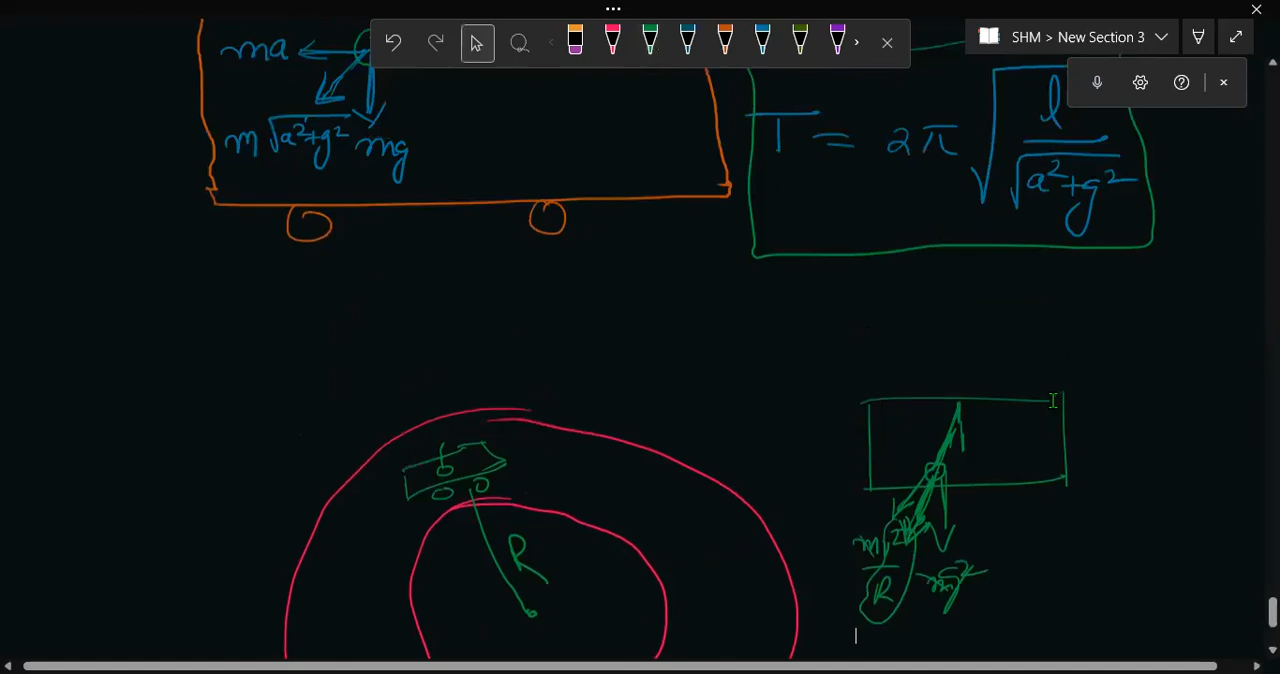 SHM > New Section 3
ma
m√a²+g² mg
T = 2π √l/√a²+g²
R
R